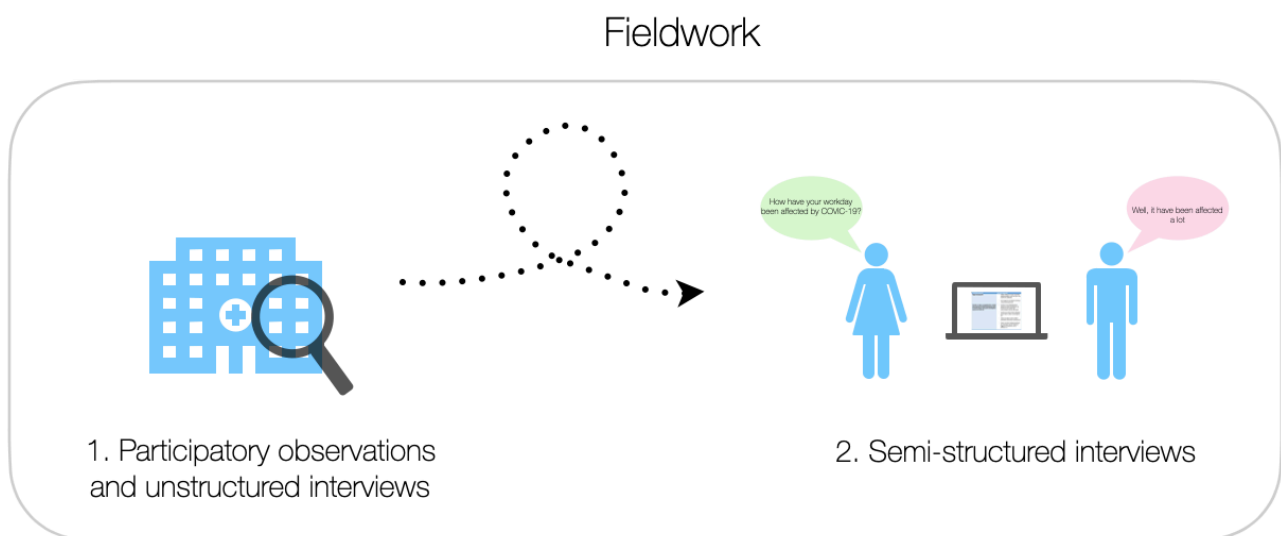 Fieldwork
How have your workday
been affected by COVIC-19?
Well, it have been affected
a lot
1. Participatory observations
and unstructured interviews
2. Semi-structured interviews